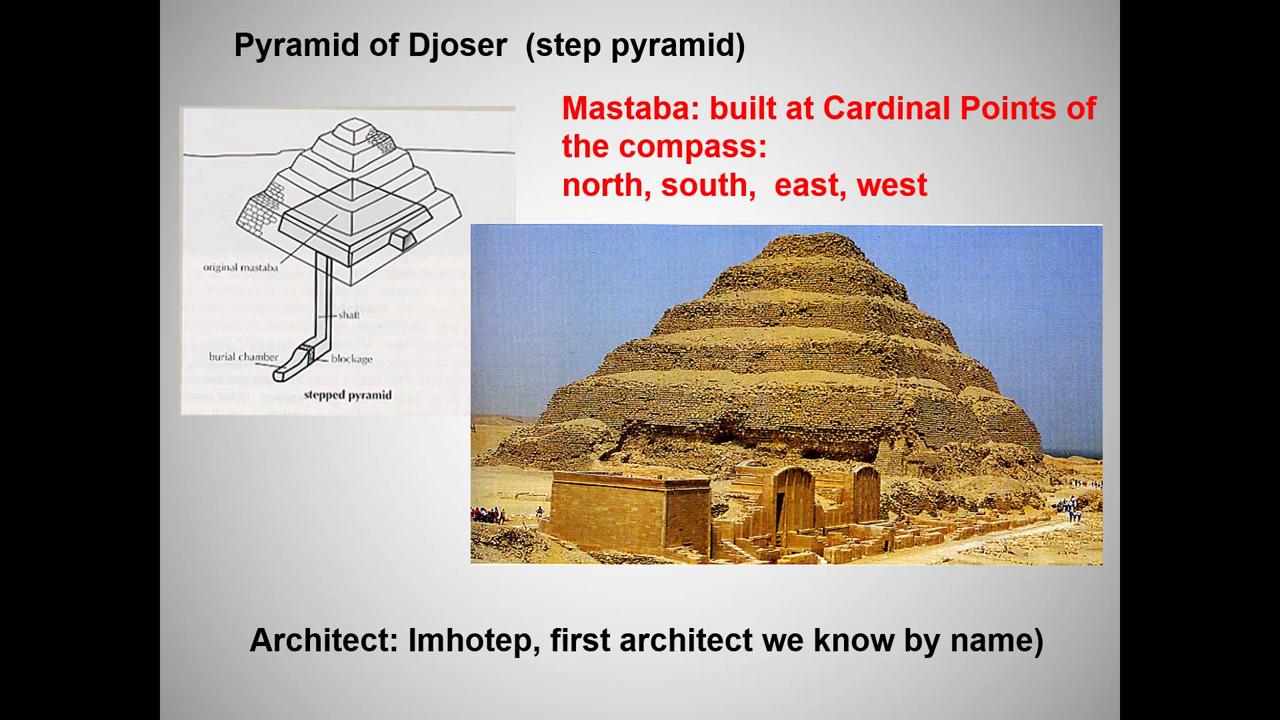 Pyramid of Djoser  (step pyramid)
Mastaba: built at Cardinal Points of
the compass:
north, south,  east, west
original mastaba
shaft
burial chamber
blockage
stepped pyramid
Architect: Imhotep, first architect we know by name)